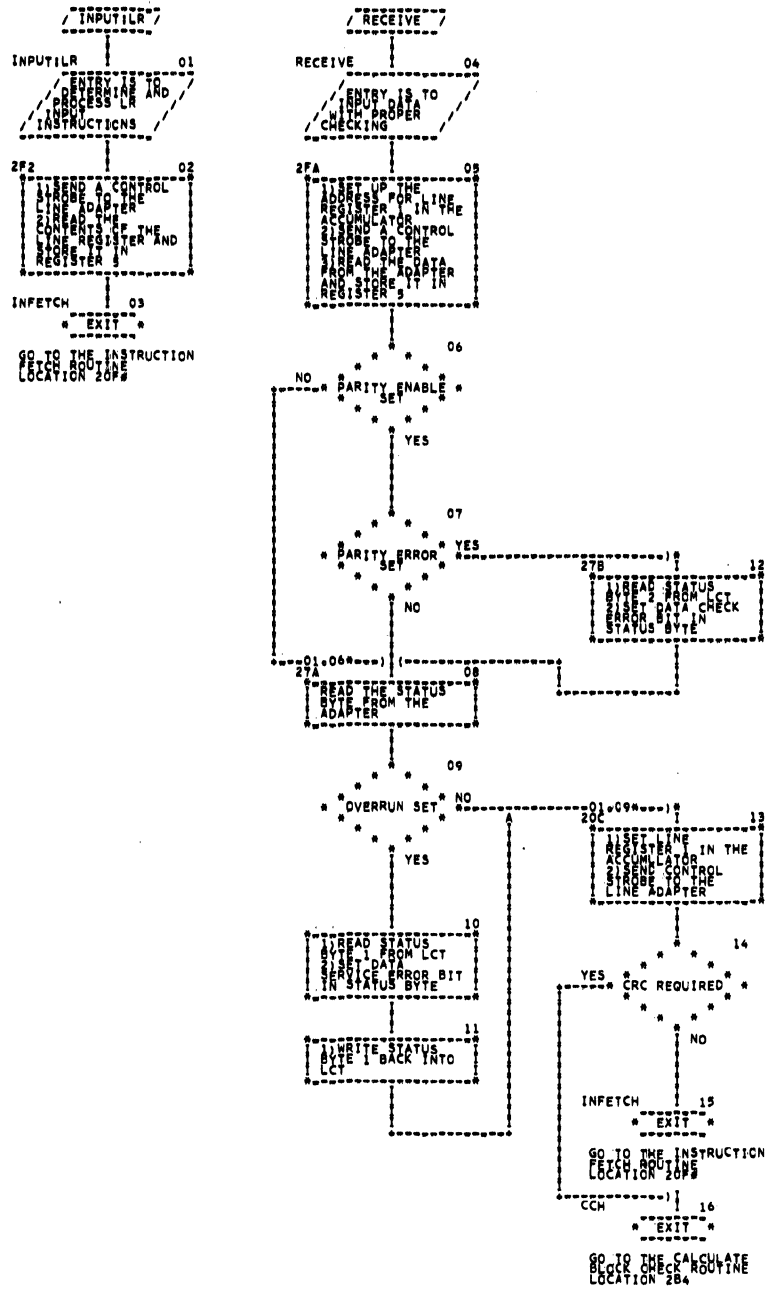 / INPUT1LR /
INPUT1LR 01
ENTRY IS TO
DETERMINE AND
PROCESS LR
INPUT
INSTRUCTIONS
2F2 02
1)SEND A CONTROL
STROBE TO THE
LINE ADAPTER
2)READ THE
CONTENTS OF THE
LINE REGISTER AND
STORE IT IN
REGISTER 5
INFETCH 03
* EXIT *
GO TO THE INSTRUCTION
FETCH ROUTINE
LOCATION 20F#
/ RECEIVE /
RECEIVE 04
ENTRY IS TO
INPUT DATA
WITH PROPER
CHECKING
2FA 05
1)SET UP THE
ADDRESS FOR LINE
REGISTER 1 IN THE
ACCUMULATOR
2)SEND A CONTROL
STROBE TO THE
LINE ADAPTER
3)READ THE DATA
FROM THE ADAPTER
AND STORE IT IN
REGISTER 5
06
NO
PARITY ENABLE
SET
YES
07
PARITY ERROR
SET
YES
NO
27B 12
1)READ STATUS
BYTE 2 FROM LCT
2)SET DATA CHECK
ERROR BIT IN
STATUS BYTE
01.06*
27A 08
READ THE STATUS
BYTE FROM THE
ADAPTER
09
OVERRUN SET
NO
YES
A
10
1)READ STATUS
BYTE 1 FROM LCT
2)SET DATA
SERVICE ERROR BIT
IN STATUS BYTE
11
1)WRITE STATUS
BYTE 1 BACK INTO
LCT
01.09*
20C 13
1)SET LINE
REGISTER 1 IN THE
ACCUMULATOR
2)SEND CONTROL
STROBE TO THE
LINE ADAPTER
14
YES
CRC REQUIRED
NO
INFETCH 15
* EXIT *
GO TO THE INSTRUCTION
FETCH ROUTINE
LOCATION 20F#
CCH 16
* EXIT *
GO TO THE CALCULATE
BLOCK CHECK ROUTINE
LOCATION 2B4